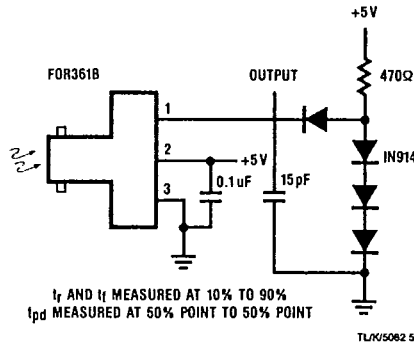 +5V
FOR361B
OUTPUT
470Ω
1
IN914
2
+5V
3
0.1uF
15pF
tr AND tf MEASURED AT 10% TO 90%
tpd MEASURED AT 50% POINT TO 50% POINT
TL/K/5082 5